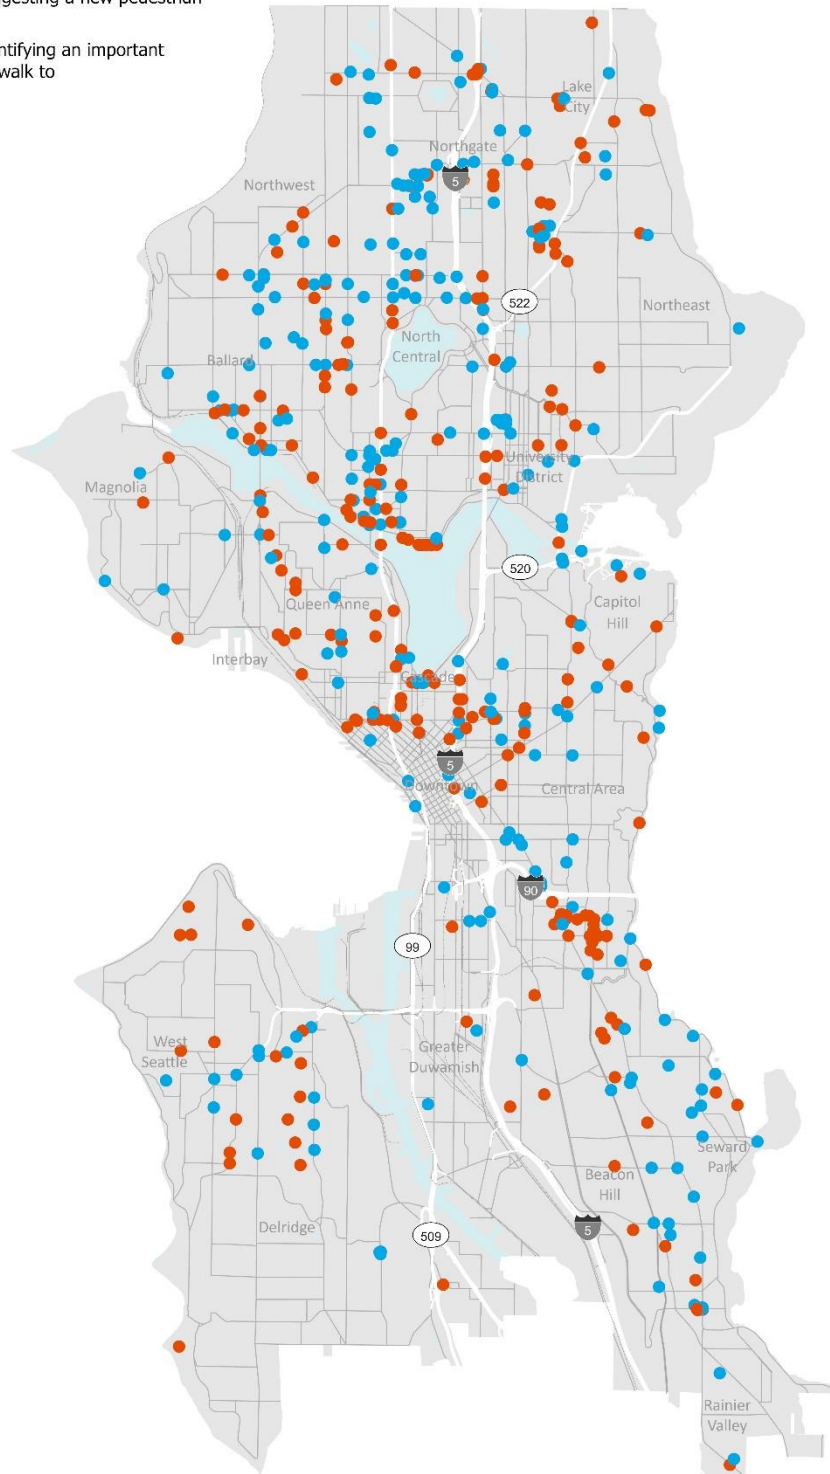 gesting a new pedestrian
ntifying an important
walk to
Lake
City
Northgate
5
Northwest
522
Northeast
North
Central
Ballard
University
District
Magnolia
520
Capitol
Hill
Queen Anne
Interbay
Cascade
5
Downtown
Central Area
90
99
West
Seattle
Greater
Duwamish
Seward
Park
Beacon
Hill
Delridge
509
5
Rainier
Valley